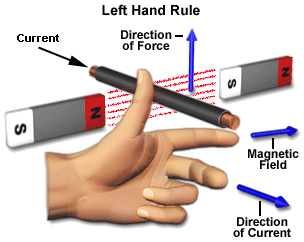 Left Hand Rule
Current
Direction
of Force
S
N
S
N
Magnetic
Field
Direction
of Current